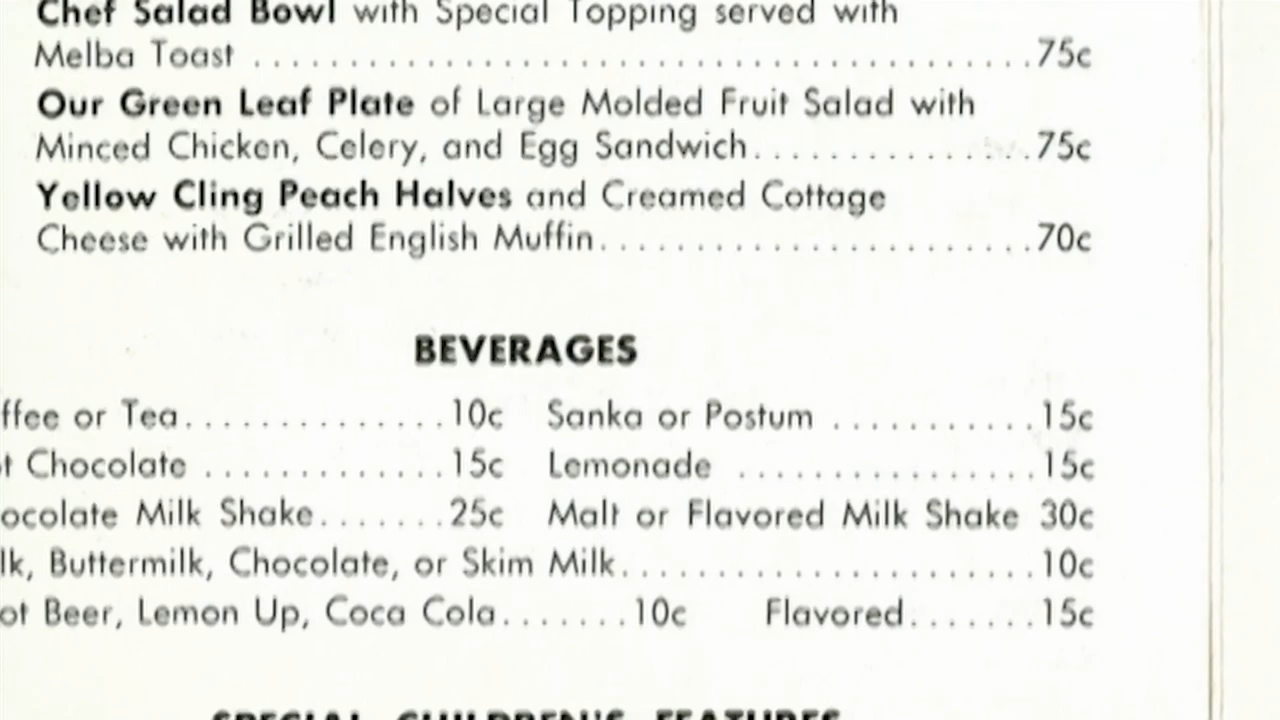 Chef Salad Bowl with Special Topping served with
Melba Toast ........................................75c
Our Green Leaf Plate of Large Molded Fruit Salad with
Minced Chicken, Celery, and Egg Sandwich..................75c
Yellow Cling Peach Halves and Creamed Cottage
Cheese with Grilled English Muffin.......................70c
BEVERAGES
ffee or Tea..............10c Sanka or Postum ...........15c
t Chocolate .............15c Lemonade ................15c
ocolate Milk Shake.......25c Malt or Flavored Milk Shake 30c
lk, Buttermilk, Chocolate, or Skim Milk......................10c
ot Beer, Lemon Up, Coca Cola.......10c Flavored.......15c
SPECIAL CHILDREN'S FEATURES